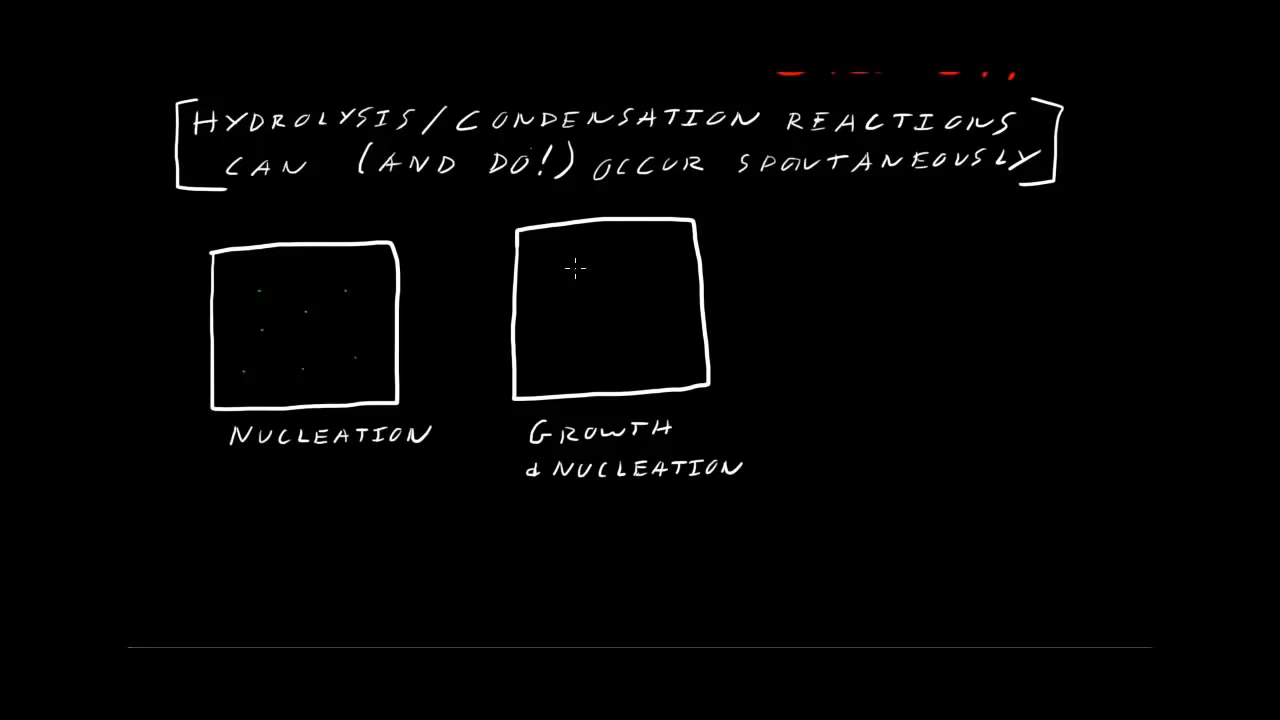 HYDROLYSIS/CONDENSATION REACTIONS
CAN (AND DO!) OCCUR SPONTANEOUSLY
NUCLEATION
GROWTH
& NUCLEATION